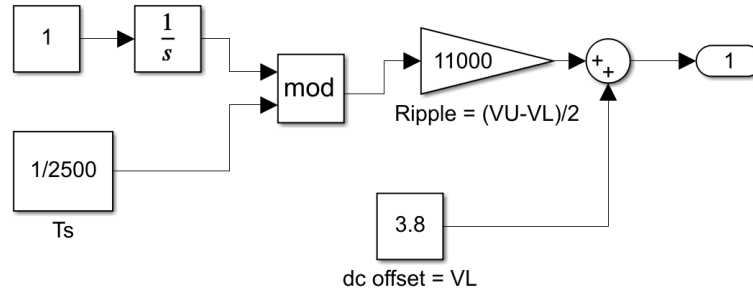 1
1
s
mod
11000
+
+
1
Ripple = (VU-VL)/2
1/2500
Ts
3.8
dc offset = VL